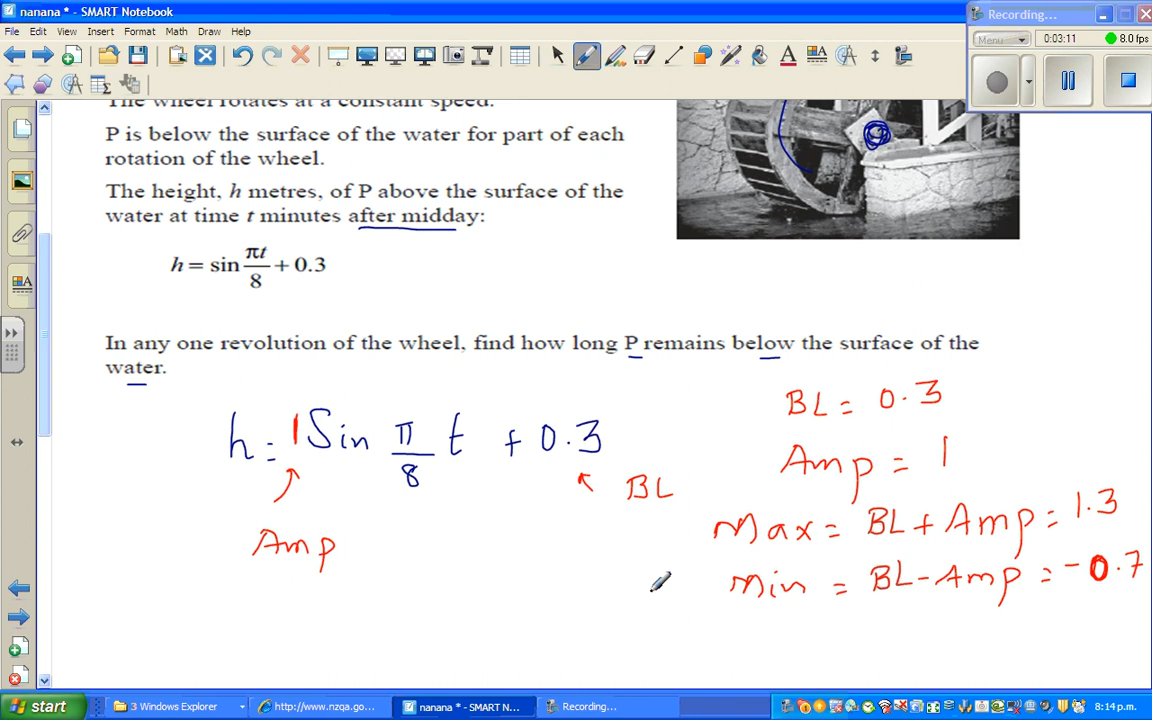 nanana * - SMART Notebook
Recording...
File Edit View Insert Format Math Draw Help
Menu
0:03:11
8.0 fps
The wheel rotates at a constant speed.
P is below the surface of the water for part of each
rotation of the wheel.
The height, h metres, of P above the surface of the
water at time t minutes after midday:
h = sin πt/8 + 0.3
In any one revolution of the wheel, find how long P remains below the surface of the
water.
h = 1 Sin π/8 t + 0.3
Amp
BL
BL = 0.3
Amp = 1
Max = BL + Amp = 1.3
Min = BL - Amp = -0.7
start
3 Windows Explorer
http://www.nzqa.go...
nanana * - SMART N...
Recording...
8:14 p.m.